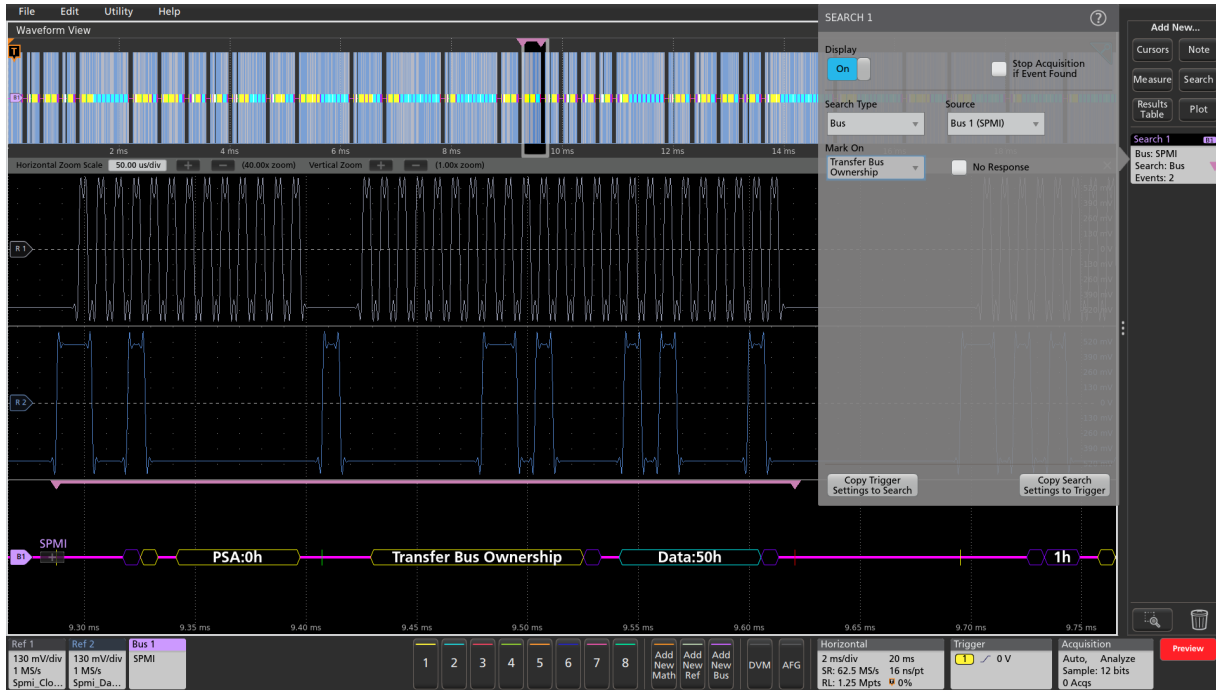 File Edit Utility Help
Waveform View
T
2 ms 4 ms 6 ms 8 ms 10 ms 12 ms 14 ms
Horizontal Zoom Scale 50.00 us/div + − (40.00x zoom) Vertical Zoom + − (1.00x zoom)
R 1
R 2
SPMI
B1
+
PSA:0h Transfer Bus Ownership Data:50h 1h
9.30 ms 9.35 ms 9.40 ms 9.45 ms 9.50 ms 9.55 ms 9.60 ms 9.65 ms 9.70 ms 9.75 ms
SEARCH 1 ?
Display
On
Stop Acquisition
if Event Found
Search Type Source
Bus Bus 1 (SPMI)
Mark On
Transfer Bus
Ownership
No Response
Copy Trigger
Settings to Search
Copy Search
Settings to Trigger
Add New...
Cursors Note
Measure Search
Results
Table
Plot
Search 1 B1
Bus: SPMI
Search: Bus
Events: 2
Ref 1
130 mV/div
1 MS/s
Spmi_Clo...
Ref 2
130 mV/div
1 MS/s
Spmi_Da...
Bus 1
SPMI
1 2 3 4 5 6 7 8
Add
New
Math
Add
New
Ref
Add
New
Bus
DVM AFG
Horizontal
2 ms/div 20 ms
SR: 62.5 MS/s 16 ns/pt
RL: 1.25 Mpts 0%
Trigger
1 0 V
Acquisition
Auto, Analyze
Sample: 12 bits
0 Acqs
Preview